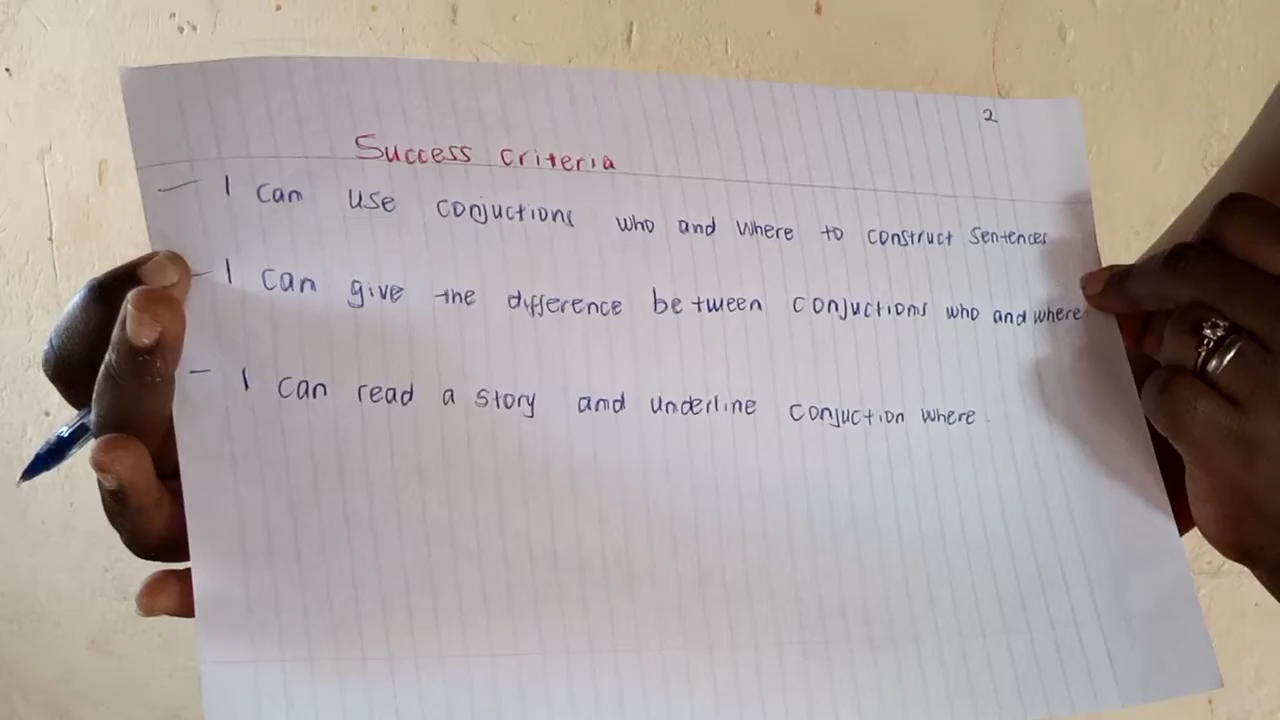 2
Success criteria
— I can use conjuctions who and where to construct sentences
— I can give the difference between conjuctions who and where
— I can read a story and underline conjuction where.